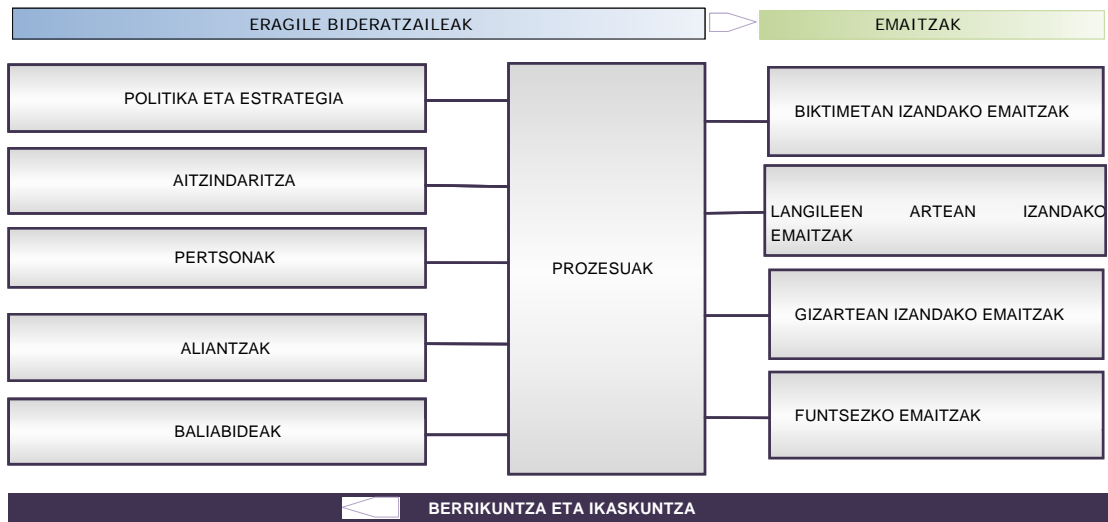 ERAGILE BIDERATZAILEAK
EMAITZAK
POLITIKA ETA ESTRATEGIA
AITZINDARITZA
PERTSONAK
ALIANTZAK
BALIABIDEAK
PROZESUAK
BIKTIMETAN IZANDAKO EMAITZAK
LANGILEEN ARTEAN IZANDAKO
EMAITZAK
GIZARTEAN IZANDAKO EMAITZAK
FUNTSEZKO EMAITZAK
BERRIKUNTZA ETA IKASKUNTZA